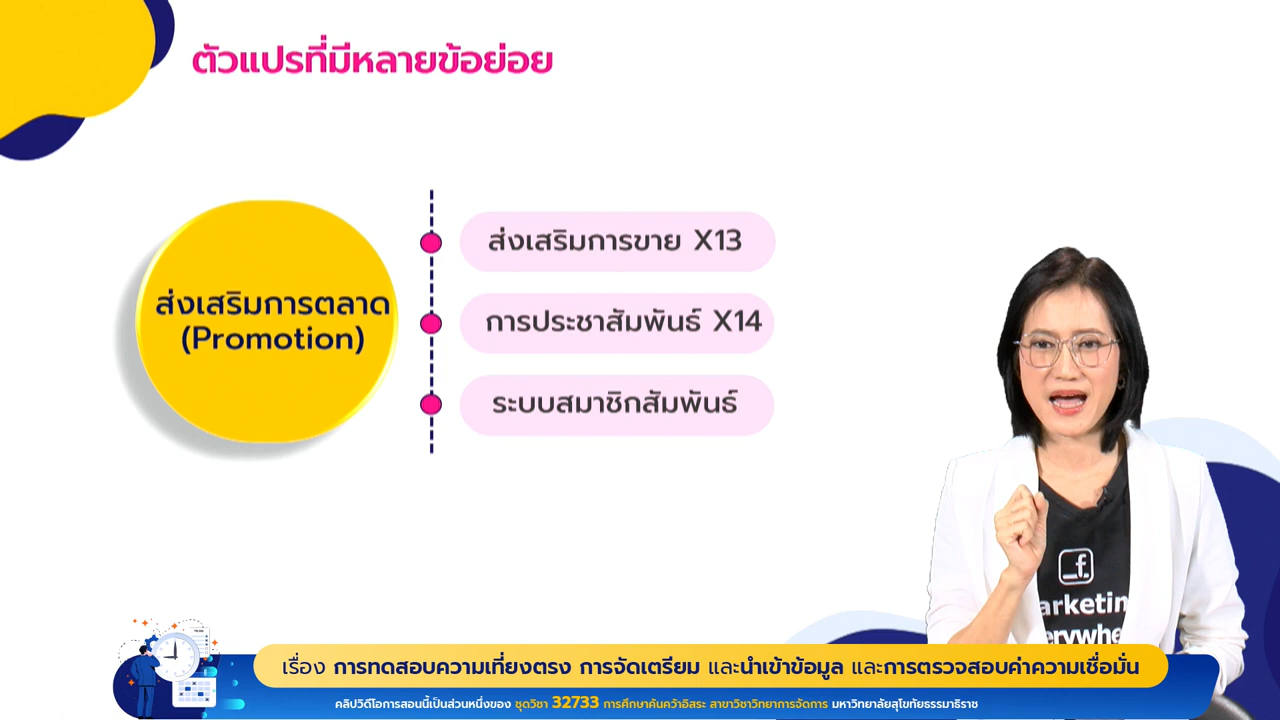 ตัวแปรที่มีหลายข้อย่อย
ส่งเสริมการตลาด
(Promotion)
ส่งเสริมการขาย X13
การประชาสัมพันธ์ X14
ระบบสมาชิกสัมพันธ์
f
arketin
erywhe
เรื่อง การทดสอบความเที่ยงตรง การจัดเตรียม และนำเข้าข้อมูล และการตรวจสอบค่าความเชื่อมั่น
คลิปวิดีโอการสอนนี้เป็นส่วนหนึ่งของ ชุดวิชา 32733 การศึกษาค้นคว้าอิสระ สาขาวิชาวิทยาการจัดการ มหาวิทยาลัยสุโขทัยธรรมาธิราช